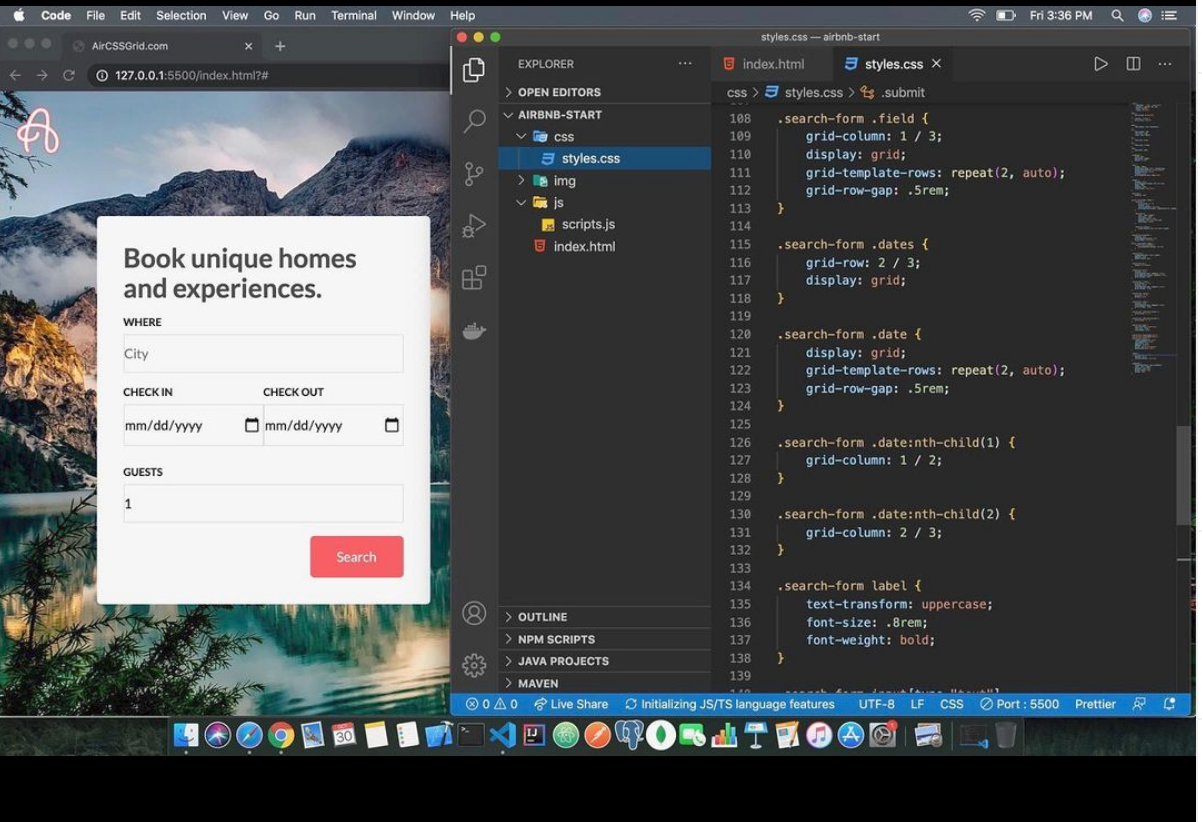 Code File Edit Selection View Go Run Terminal Window Help Fri 3:36 PM
AirCSSGrid.com
127.0.0.1:5500/index.html?#
Book unique homes
and experiences.
WHERE
City
CHECK IN CHECK OUT
mm/dd/yyyy mm/dd/yyyy
GUESTS
1
Search
styles.css — airbnb-start
EXPLORER
OPEN EDITORS
AIRBNB-START
css
styles.css
img
js
JS scripts.js
index.html
OUTLINE
NPM SCRIPTS
JAVA PROJECTS
MAVEN
index.html styles.css
css > styles.css > .submit
108 .search-form .field {
109 grid-column: 1 / 3;
110 display: grid;
111 grid-template-rows: repeat(2, auto);
112 grid-row-gap: .5rem;
113 }
114
115 .search-form .dates {
116 grid-row: 2 / 3;
117 display: grid;
118 }
119
120 .search-form .date {
121 display: grid;
122 grid-template-rows: repeat(2, auto);
123 grid-row-gap: .5rem;
124 }
125
126 .search-form .date:nth-child(1) {
127 grid-column: 1 / 2;
128 }
129
130 .search-form .date:nth-child(2) {
131 grid-column: 2 / 3;
132 }
133
134 .search-form label {
135 text-transform: uppercase;
136 font-size: .8rem;
137 font-weight: bold;
138 }
139
0 0 Live Share Initializing JS/TS language features UTF-8 LF CSS Port : 5500 Prettier
30